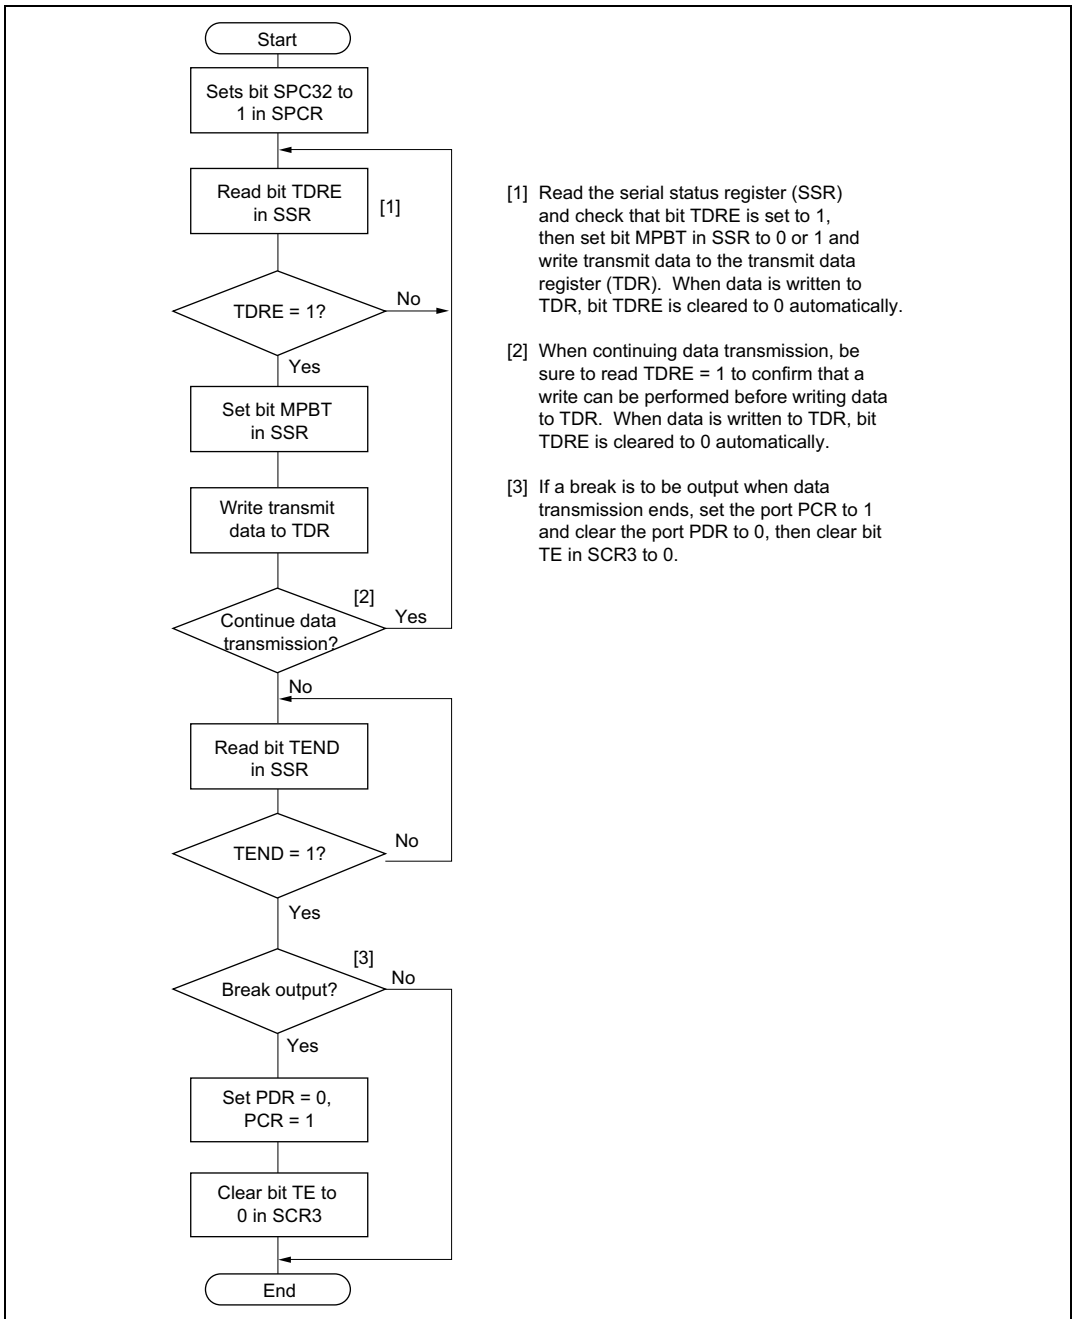 Start
Sets bit SPC32 to
1 in SPCR
Read bit TDRE
in SSR
[1]
TDRE = 1?
No
Yes
Set bit MPBT
in SSR
Write transmit
data to TDR
[2]
Continue data
transmission?
Yes
No
Read bit TEND
in SSR
TEND = 1?
No
Yes
[3]
Break output?
No
Yes
Set PDR = 0,
PCR = 1
Clear bit TE to
0 in SCR3
End
[1] Read the serial status register (SSR)
and check that bit TDRE is set to 1,
then set bit MPBT in SSR to 0 or 1 and
write transmit data to the transmit data
register (TDR). When data is written to
TDR, bit TDRE is cleared to 0 automatically.
[2] When continuing data transmission, be
sure to read TDRE = 1 to confirm that a
write can be performed before writing data
to TDR. When data is written to TDR, bit
TDRE is cleared to 0 automatically.
[3] If a break is to be output when data
transmission ends, set the port PCR to 1
and clear the port PDR to 0, then clear bit
TE in SCR3 to 0.